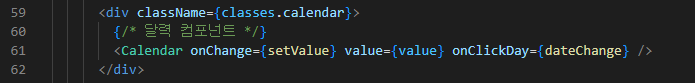 59 <div className={classes.calendar}>
60 {/* 달력 컴포넌트 */}
61 <Calendar onChange={setValue} value={value} onClickDay={dateChange} />
62 </div>